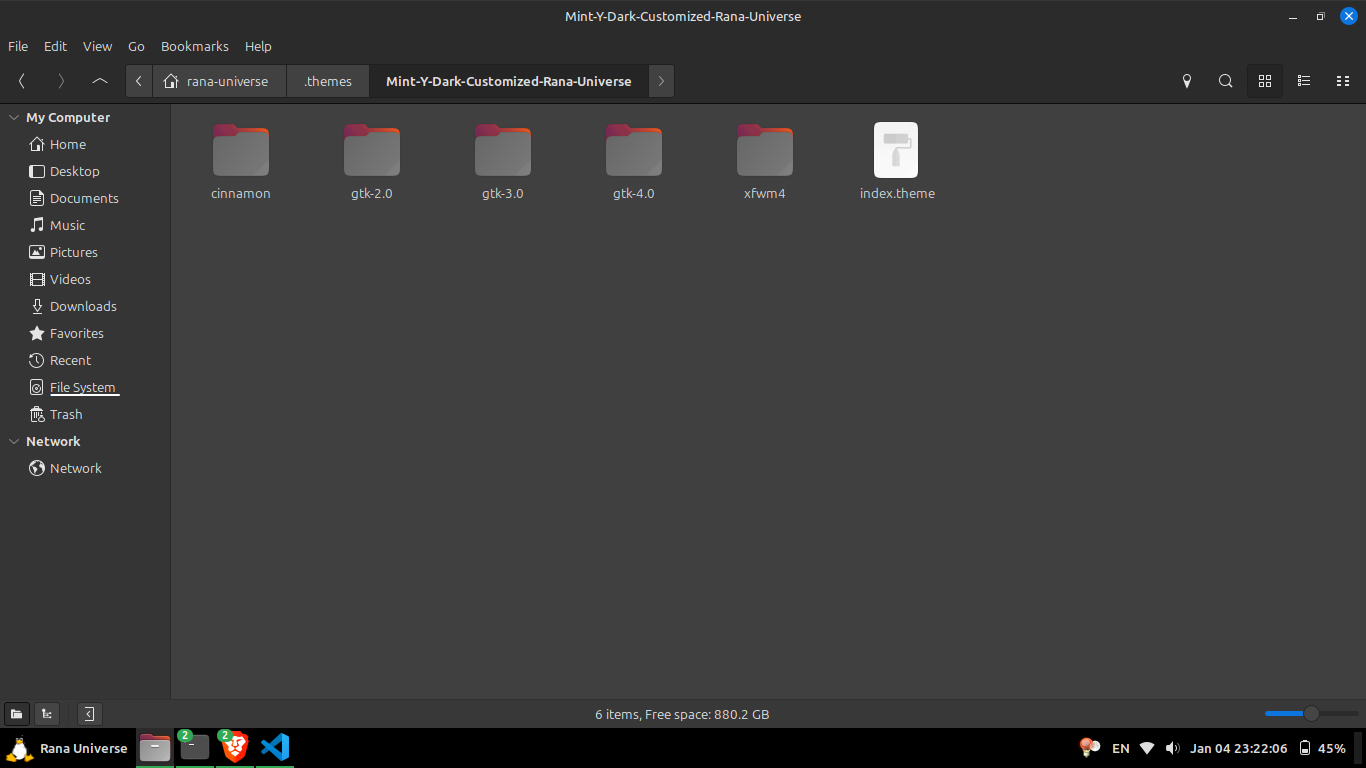 Mint-Y-Dark-Customized-Rana-Universe
File Edit View Go Bookmarks Help
rana-universe .themes Mint-Y-Dark-Customized-Rana-Universe
My Computer
Home
Desktop
Documents
Music
Pictures
Videos
Downloads
Favorites
Recent
File System
Trash
Network
Network
cinnamon gtk-2.0 gtk-3.0 gtk-4.0 xfwm4 index.theme
6 items, Free space: 880.2 GB
Rana Universe 2 2 EN Jan 04 23:22:06 45%